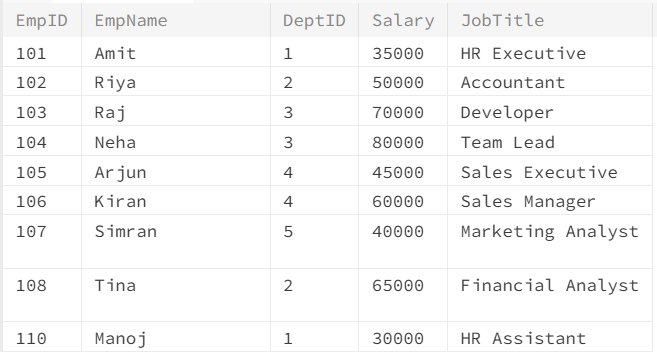 EmpID EmpName DeptID Salary JobTitle
101 Amit 1 35000 HR Executive
102 Riya 2 50000 Accountant
103 Raj 3 70000 Developer
104 Neha 3 80000 Team Lead
105 Arjun 4 45000 Sales Executive
106 Kiran 4 60000 Sales Manager
107 Simran 5 40000 Marketing Analyst
108 Tina 2 65000 Financial Analyst
110 Manoj 1 30000 HR Assistant